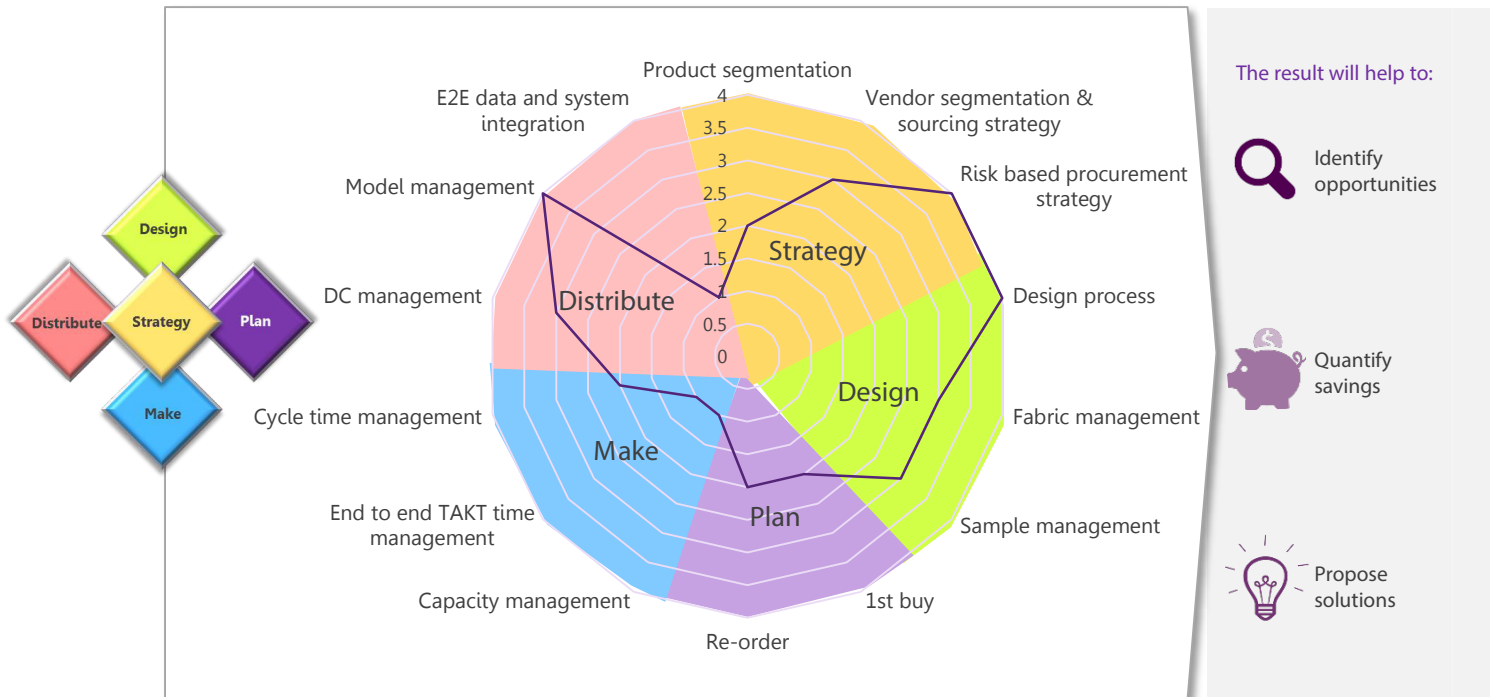 Design
Distribute
Strategy
Plan
Make
Product segmentation
Vendor segmentation &
sourcing strategy
Risk based procurement
strategy
Design process
Fabric management
Sample management
1st buy
Re-order
Capacity management
End to end TAKT time
management
Cycle time management
DC management
Model management
E2E data and system
integration
4
3.5
3
2.5
2
1.5
1
0.5
0
Strategy
Distribute
Design
Make
Plan
The result will help to:
Identify
opportunities
$
Quantify
savings
Propose
solutions